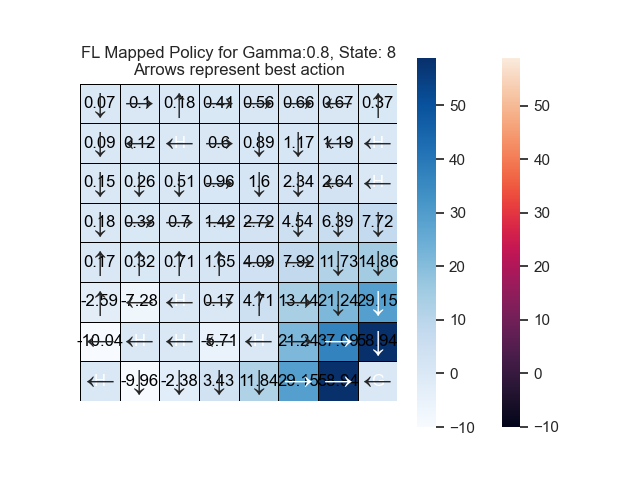 FL Mapped Policy for Gamma:0.8, State: 8
Arrows represent best action
0.07 0.1 0.18 0.41 0.56 0.66 0.67 0.37
0.09 0.12 H 0.6 0.89 1.17 1.19 H
0.15 0.26 0.51 0.96 1.6 2.34 2.64 H
0.18 0.38 0.7 1.42 2.72 4.54 6.39 7.72
0.32 0.71 1.65 4.09 7.92 11.73 14.86
-2.59 -7.28 H 0.17 4.71 13.44 21.24 29.15
-10.04 H H -5.71 H 21.24 58.94
H -9.96 -2.38 3.43 11.84 29.15 58.94 G
50 50
40 40
30 30
20 20
10 10
0 0
−10 −10